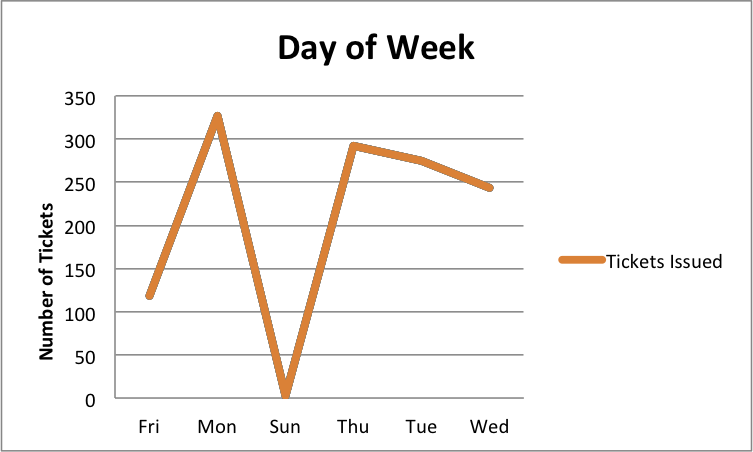 Day of Week
Number of Tickets
350
300
250
200
150
100
50
0
Fri Mon Sun Thu Tue Wed
Tickets Issued